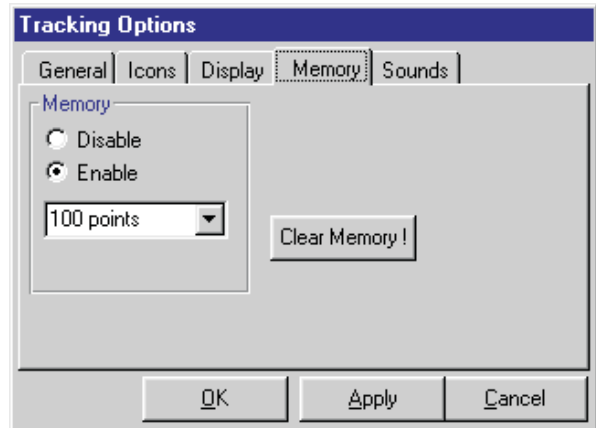 Tracking Options
General Icons Display Memory Sounds
Memory
Disable
Enable
100 points
Clear Memory !
OK Apply Cancel